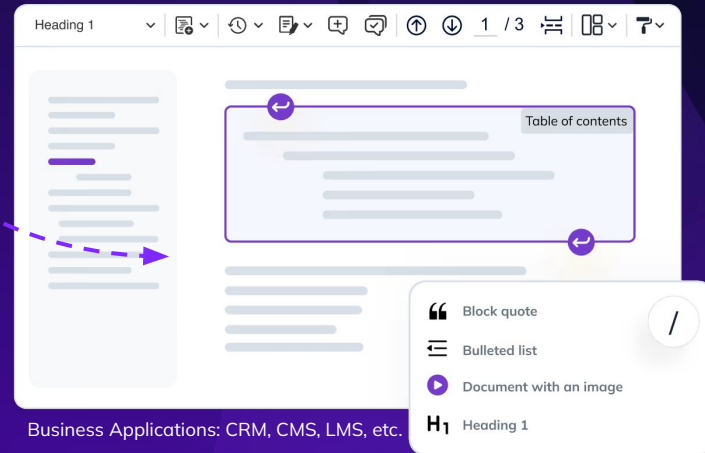 Heading 1
1 / 3
Table of contents
Block quote
/
Bulleted list
Document with an image
H1 Heading 1
Business Applications: CRM, CMS, LMS, etc.